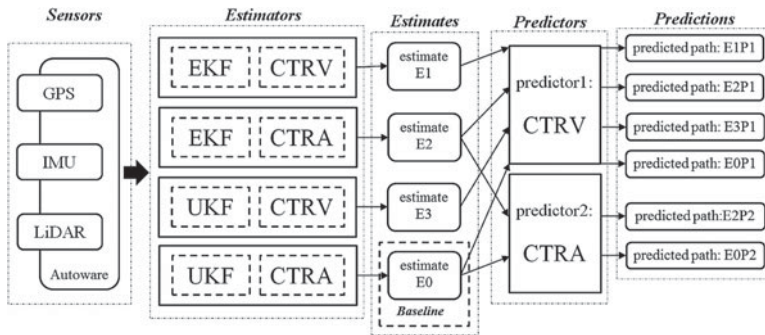 Sensors
Estimators
Estimates
Predictors
Predictions
GPS
IMU
LiDAR
Autoware
EKF CTRV
EKF CTRA
UKF CTRV
UKF CTRA
estimate
E1
estimate
E2
estimate
E3
estimate
E0
Baseline
predictor1:
CTRV
predictor2:
CTRA
predicted path: E1P1
predicted path: E2P1
predicted path: E3P1
predicted path: E0P1
predicted path:E2P2
predicted path: E0P2